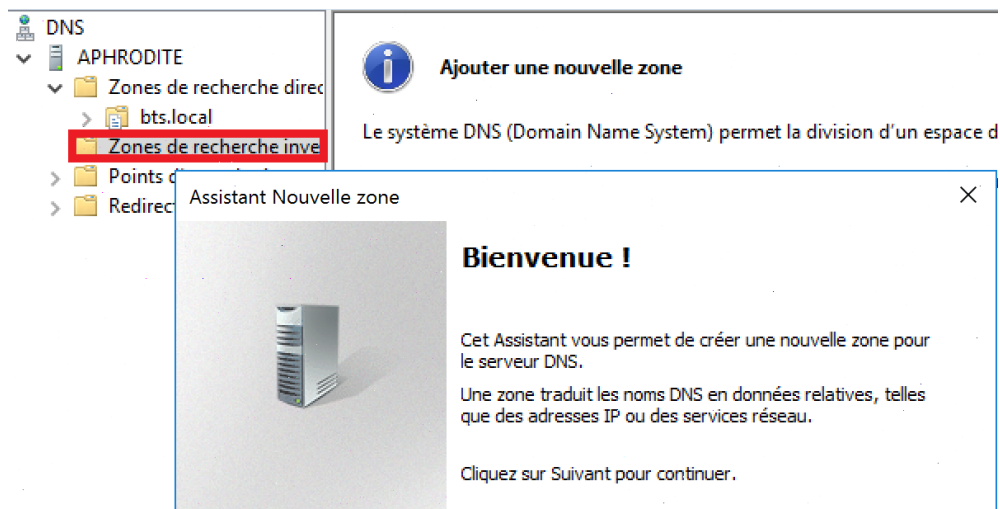 DNS
APHRODITE
Zones de recherche direc
bts.local
Zones de recherche inve
Points d
Redirec
Ajouter une nouvelle zone
Le système DNS (Domain Name System) permet la division d'un espace d
Assistant Nouvelle zone
Bienvenue !
Cet Assistant vous permet de créer une nouvelle zone pour
le serveur DNS.
Une zone traduit les noms DNS en données relatives, telles
que des adresses IP ou des services réseau.
Cliquez sur Suivant pour continuer.